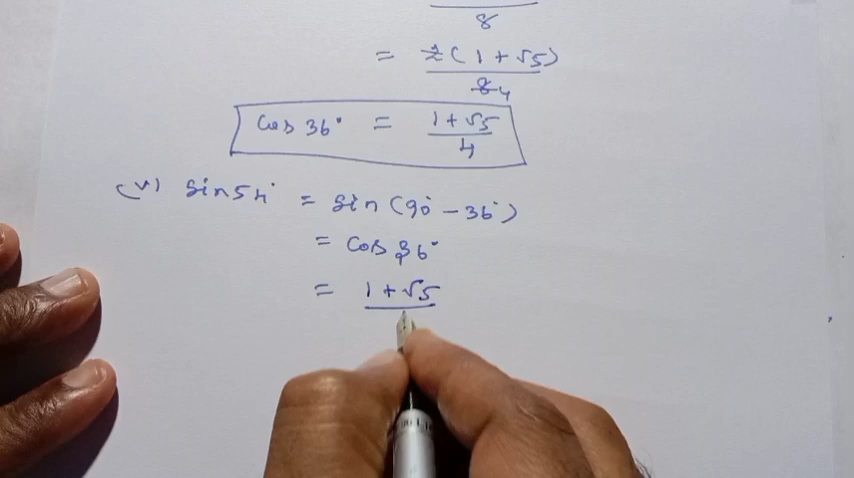 8
= 2(1+√5)
8 4
cos 36° = 1+√5
4
(v) sin 54° = sin (90° - 36°)
= cos 36°
= 1+√5